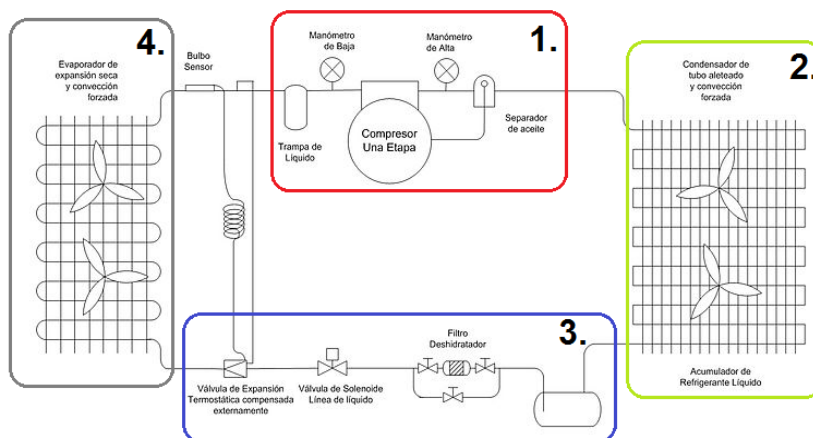 4.
Evaporador de
expansión seca
y convección
forzada
Bulbo
Sensor
1.
Manómetro
de Baja
Manómetro
de Alta
Compresor
Una Etapa
Trampa de
Líquido
Separador
de aceite
2.
Condensador de
tubo aleteado
y convección
forzada
3.
Filtro
Deshidratador
Válvula de Expansión
Termostática compensada
externamente
Válvula de Solenoide
Línea de líquido
Acumulador de
Refrigerante Líquido